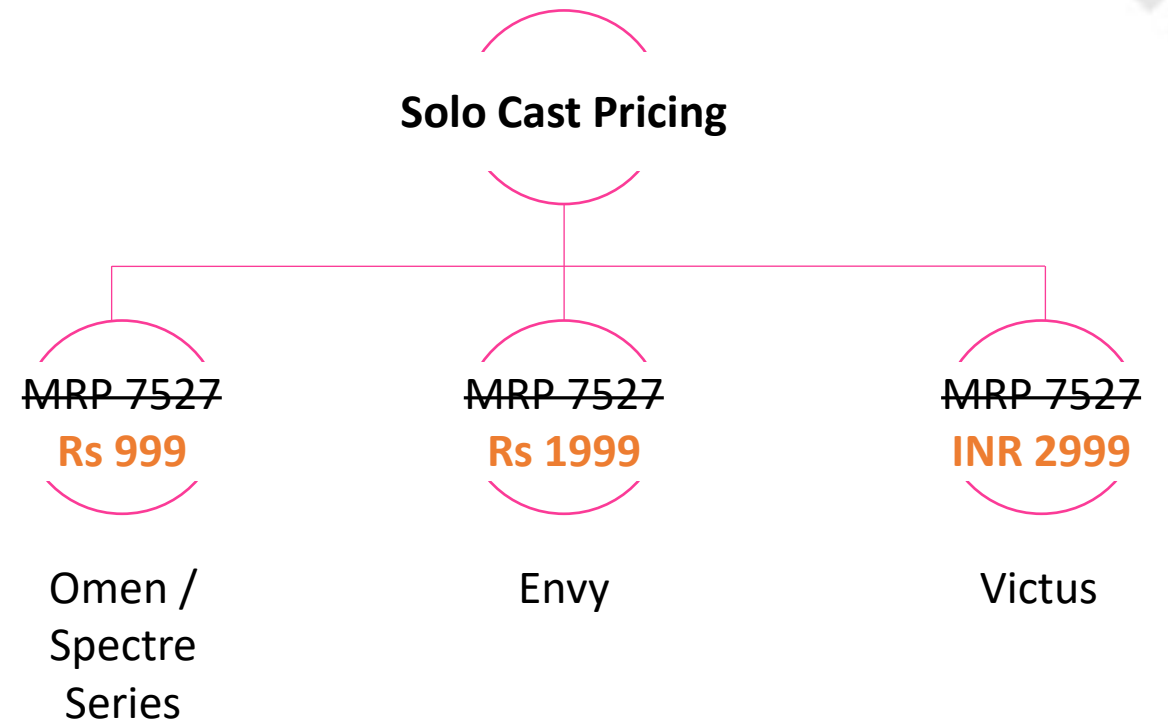 Solo Cast Pricing
MRP 7527
Rs 999
MRP 7527
Rs 1999
MRP 7527
INR 2999
Omen /
Spectre
Series
Envy
Victus